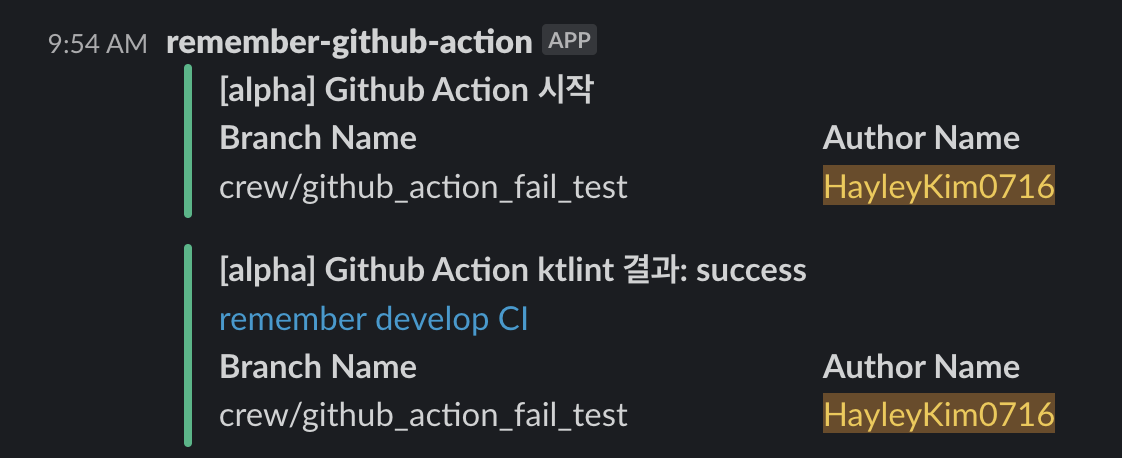 9:54 AM remember-github-action APP
[alpha] Github Action 시작
Branch Name Author Name
crew/github_action_fail_test HayleyKim0716
[alpha] Github Action ktlint 결과: success
remember develop CI
Branch Name Author Name
crew/github_action_fail_test HayleyKim0716